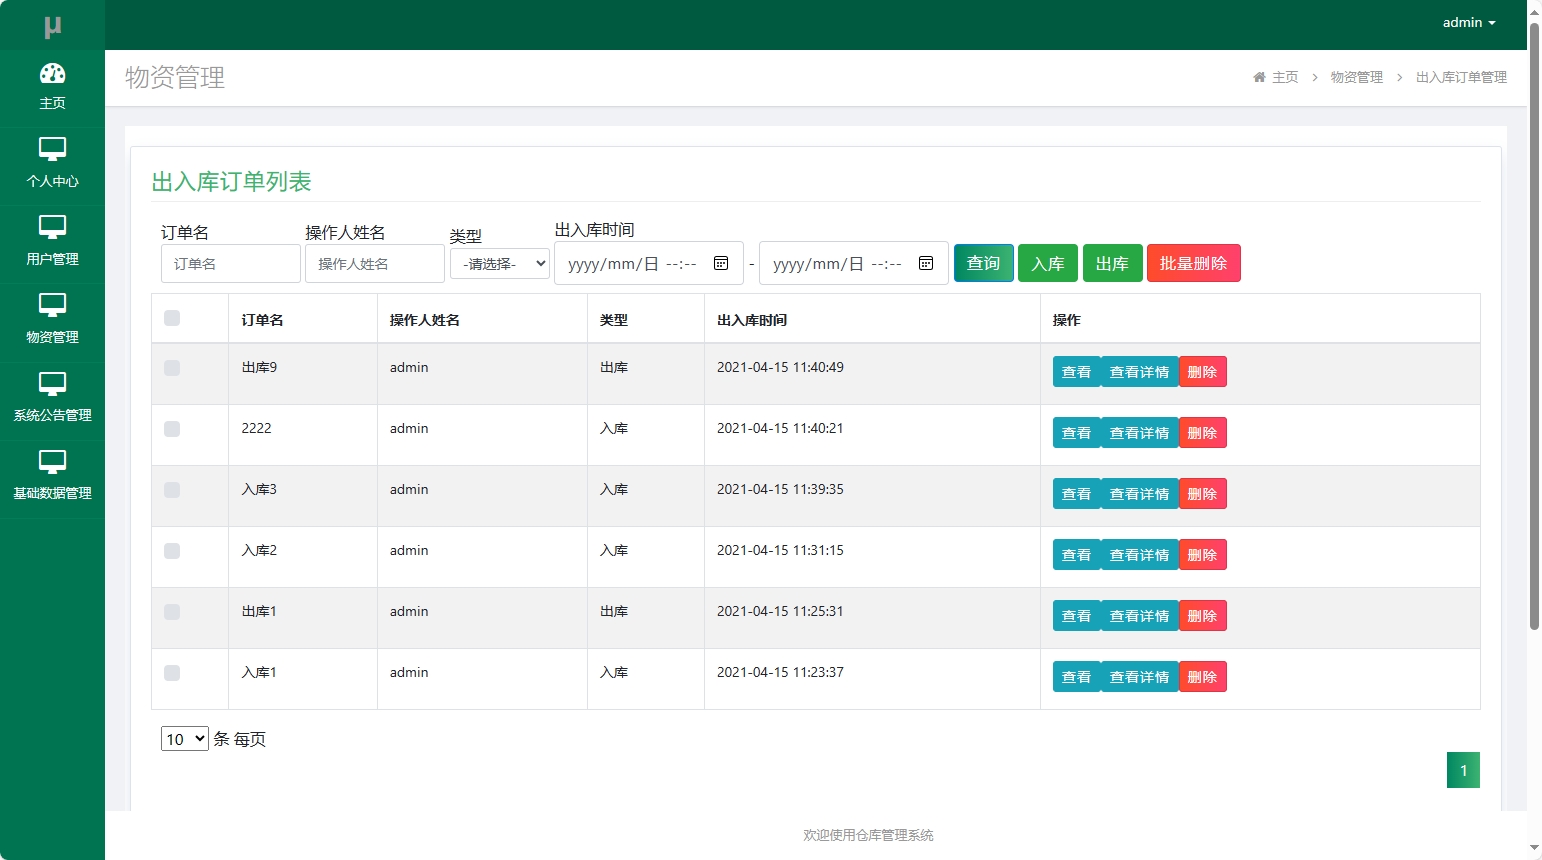 μ
admin
主页
个人中心
用户管理
物资管理
系统公告管理
基础数据管理
物资管理
主页 > 物资管理 > 出入库订单管理
出入库订单列表
订单名 操作人姓名 类型 出入库时间
订单名 操作人姓名 -请选择- yyyy/mm/日 --:-- - yyyy/mm/日 --:-- 查询 入库 出库 批量删除
订单名 操作人姓名 类型 出入库时间 操作
出库9 admin 出库 2021-04-15 11:40:49 查看 查看详情 删除
2222 admin 入库 2021-04-15 11:40:21 查看 查看详情 删除
入库3 admin 入库 2021-04-15 11:39:35 查看 查看详情 删除
入库2 admin 入库 2021-04-15 11:31:15 查看 查看详情 删除
出库1 admin 出库 2021-04-15 11:25:31 查看 查看详情 删除
入库1 admin 入库 2021-04-15 11:23:37 查看 查看详情 删除
10 条 每页
1
欢迎使用仓库管理系统